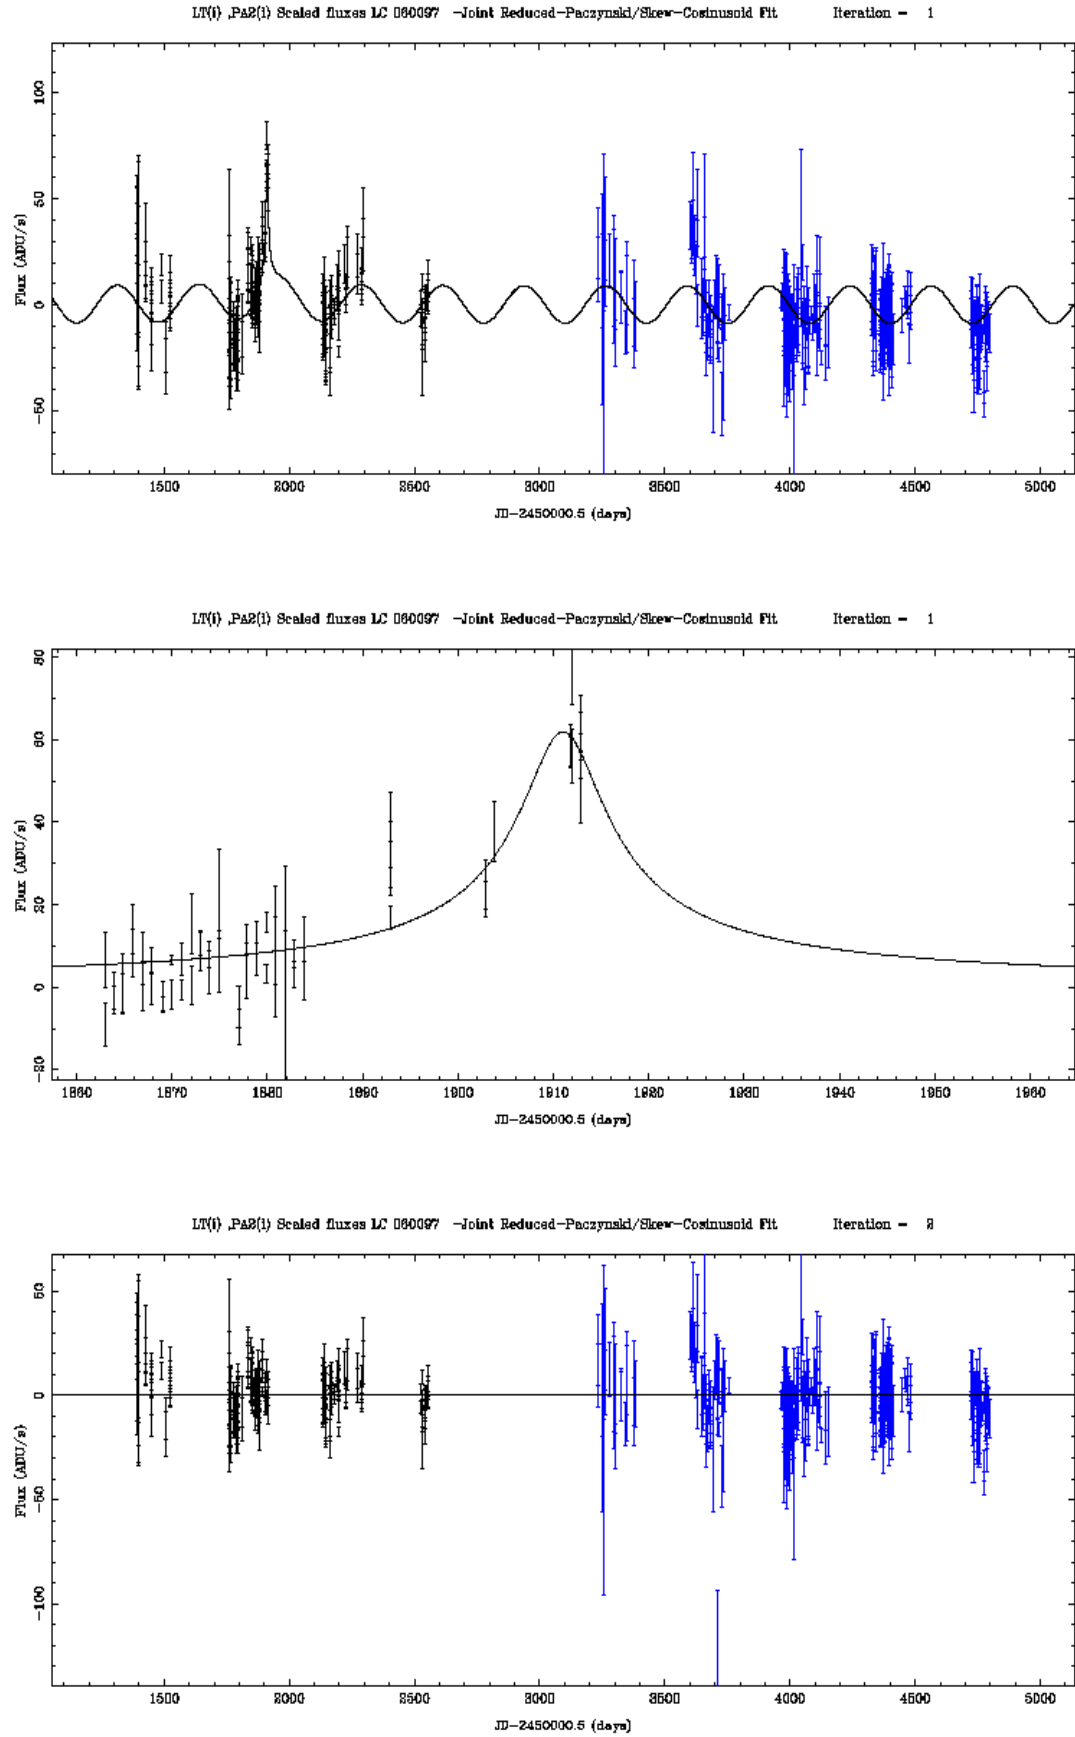 LT(i) ,PA2(i) Scaled fluxes LC 060097 -Joint Reduced-Paczynski/Skew-Cosinusoid Fit Iteration = 1
Flux (ADU/s)
100
50
0
-50
1500 2000 2500 3000 3500 4000 4500 5000
JD-2450000.5 (days)
LT(i) ,PA2(i) Scaled fluxes LC 060097 -Joint Reduced-Paczynski/Skew-Cosinusoid Fit Iteration = 1
Flux (ADU/s)
80
60
40
20
0
-20
1860 1870 1880 1890 1900 1910 1920 1930 1940 1950 1960
JD-2450000.5 (days)
LT(i) ,PA2(i) Scaled fluxes LC 060097 -Joint Reduced-Paczynski/Skew-Cosinusoid Fit Iteration = 2
Flux (ADU/s)
50
0
-50
-100
1500 2000 2500 3000 3500 4000 4500 5000
JD-2450000.5 (days)